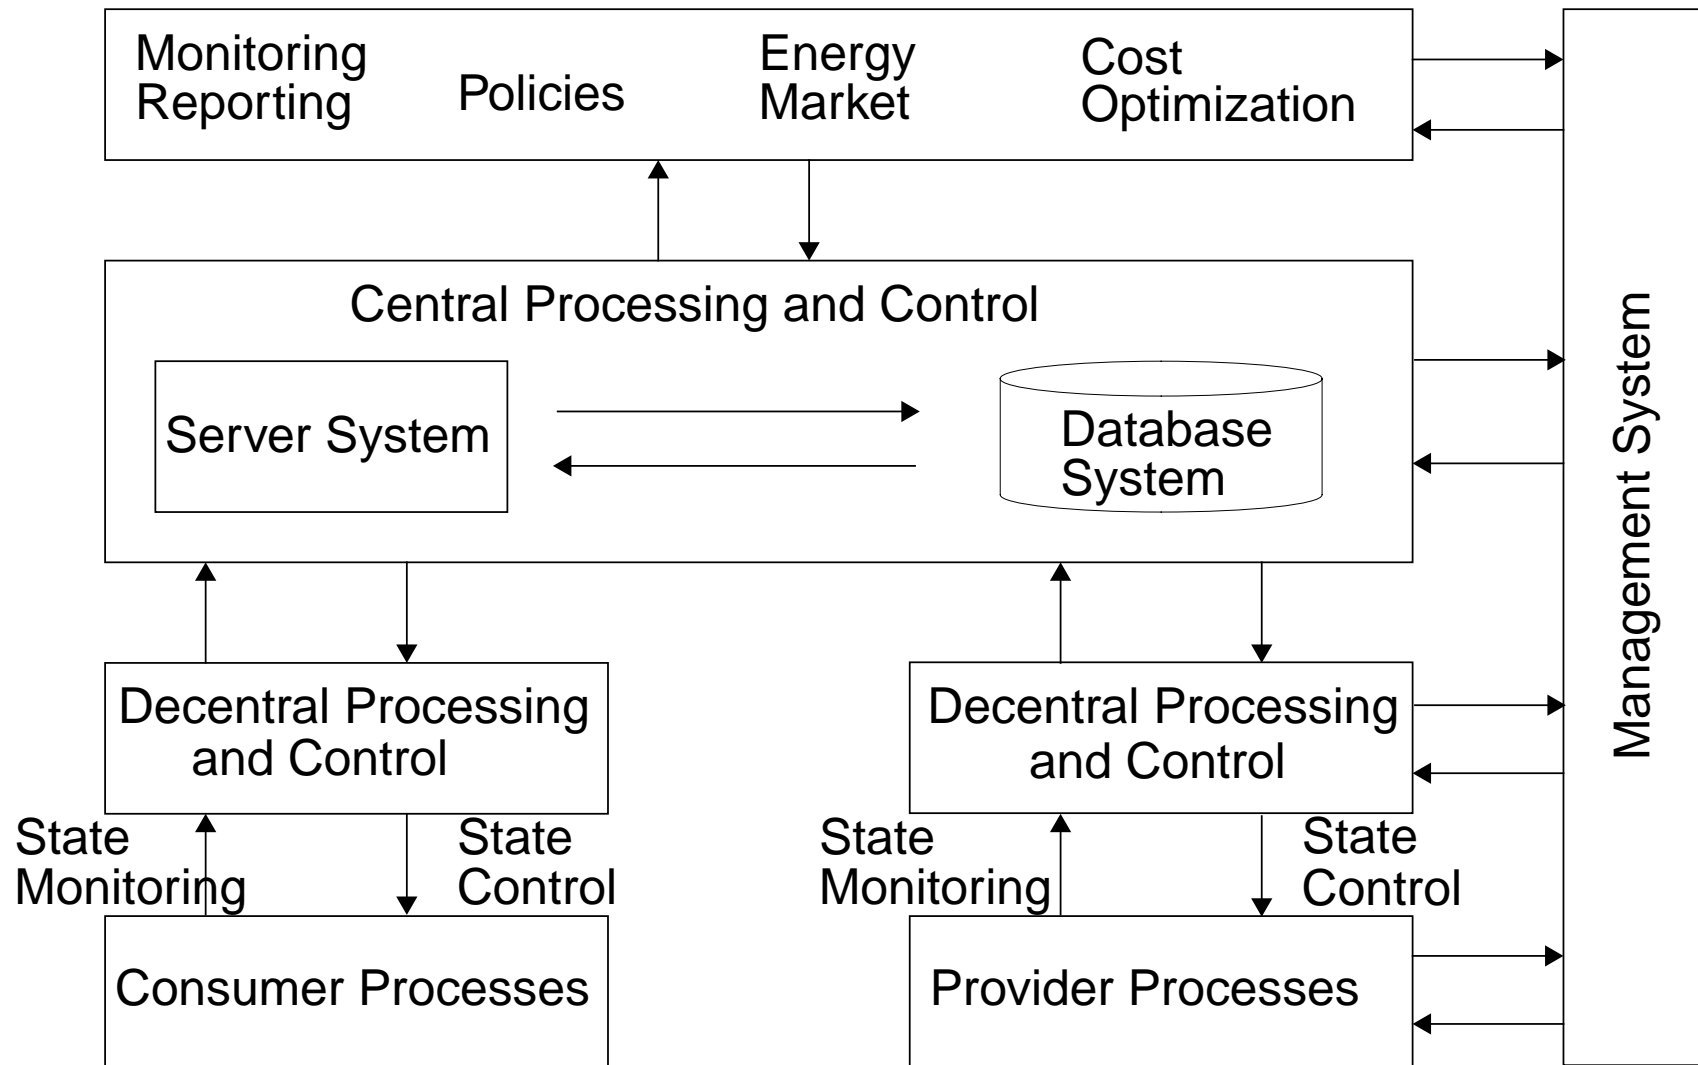 Monitoring
Reporting
Policies
Energy
Market
Cost
Optimization
Central Processing and Control
Server System
Database
System
Management System
Decentral Processing
and Control
Decentral Processing
and Control
State
Monitoring
State
Control
State
Monitoring
State
Control
Consumer Processes
Provider Processes